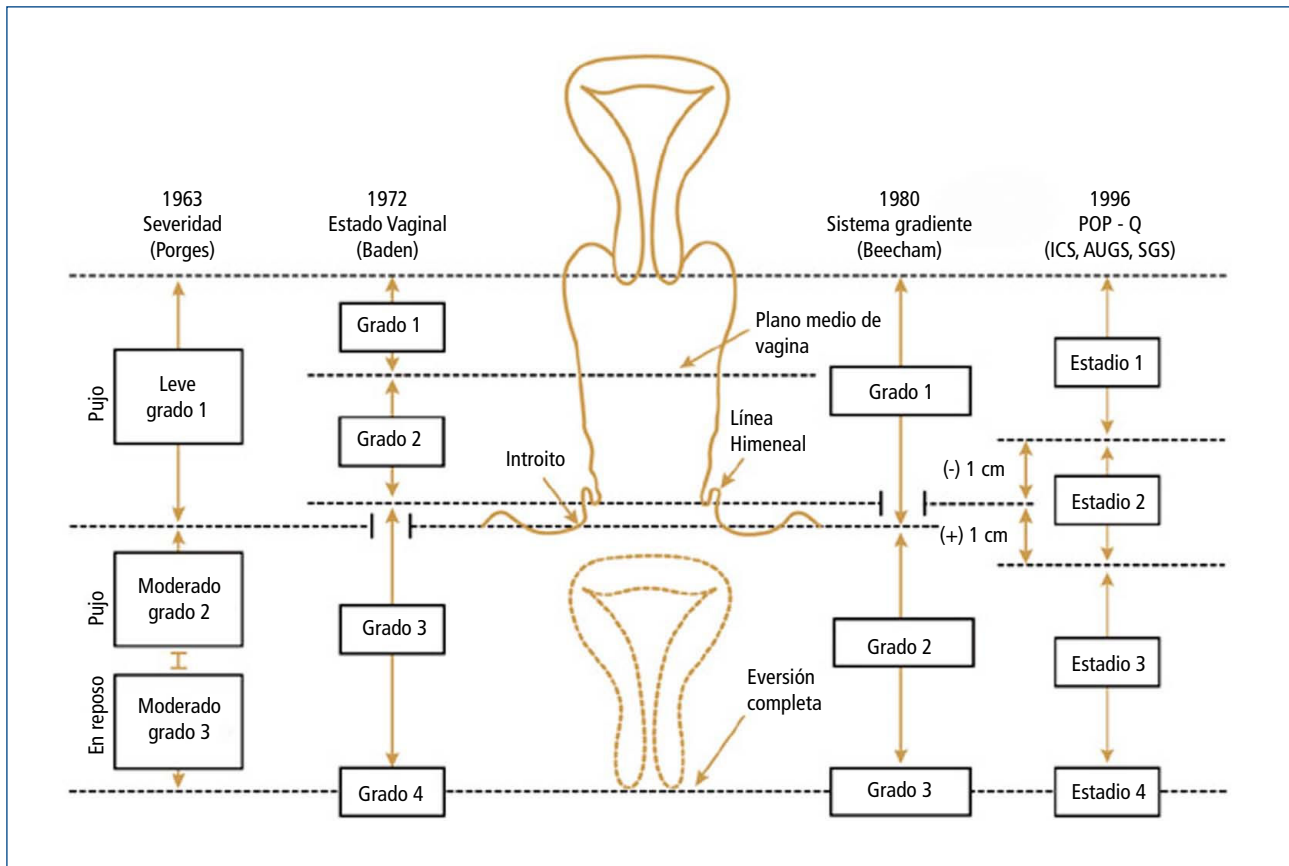 1963
Severidad
(Porges)
1972
Estado Vaginal
(Baden)
1980
Sistema gradiente
(Beecham)
1996
POP - Q
(ICS, AUGS, SGS)
Pujo
Leve
grado 1
Pujo
Moderado
grado 2
En reposo
Moderado
grado 3
Grado 1
Grado 2
Grado 3
Grado 4
Plano medio de
vagina
Línea
Himeneal
Introito
Eversión
completa
Grado 1
Grado 2
Grado 3
Estadio 1
(-) 1 cm
Estadio 2
(+) 1 cm
Estadio 3
Estadio 4